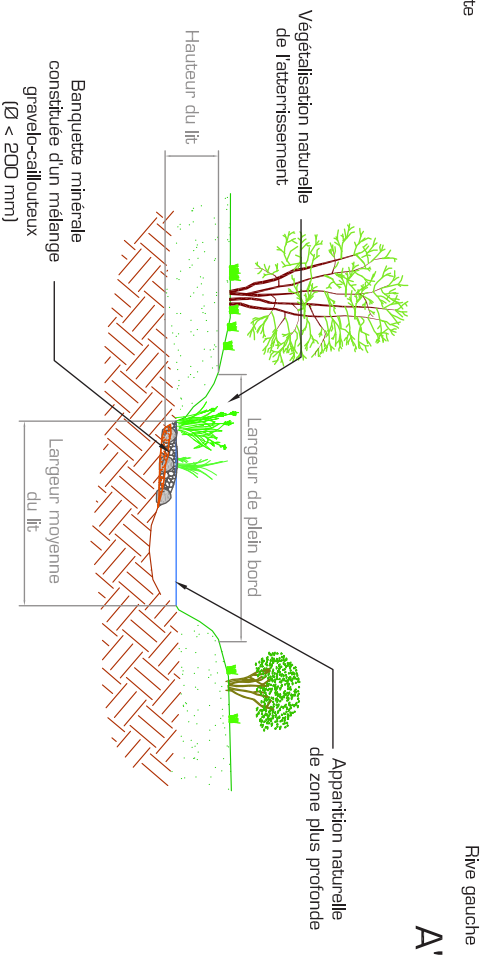 te
Rive gauche
A'
Végétalisation naturelle
de l'atterrissement
Apparition naturelle
de zone plus profonde
Hauteur du lit
Largeur de plein bord
Largeur moyenne
du lit
Banquette minérale
constituée d'un mélange
gravelo-caillouteux
(Ø < 200 mm)